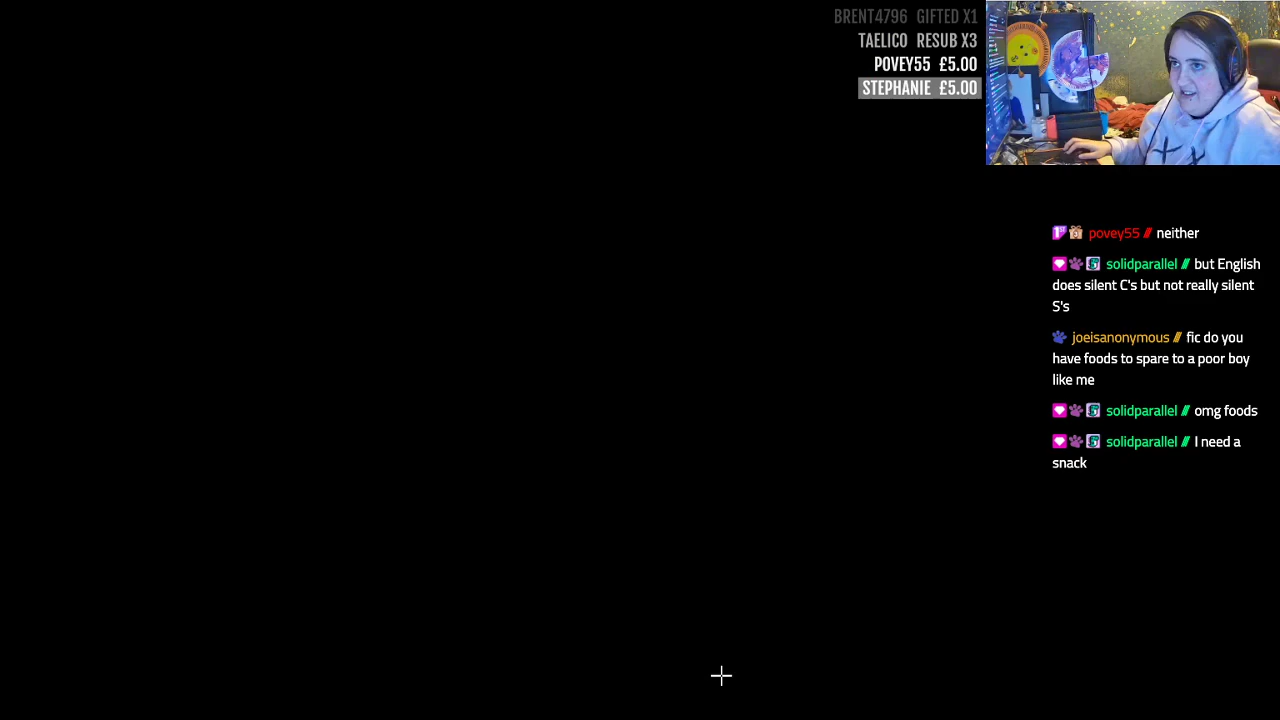 BRENT4796 GIFTED X1
TAELICO RESUB X3
POVEY55 £5.00
STEPHANIE £5.00
povey55 // neither
solidparallel // but English
does silent C's but not really silent
S's
joeisanonymous // fic do you
have foods to spare to a poor boy
like me
solidparallel // omg foods
solidparallel // I need a
snack